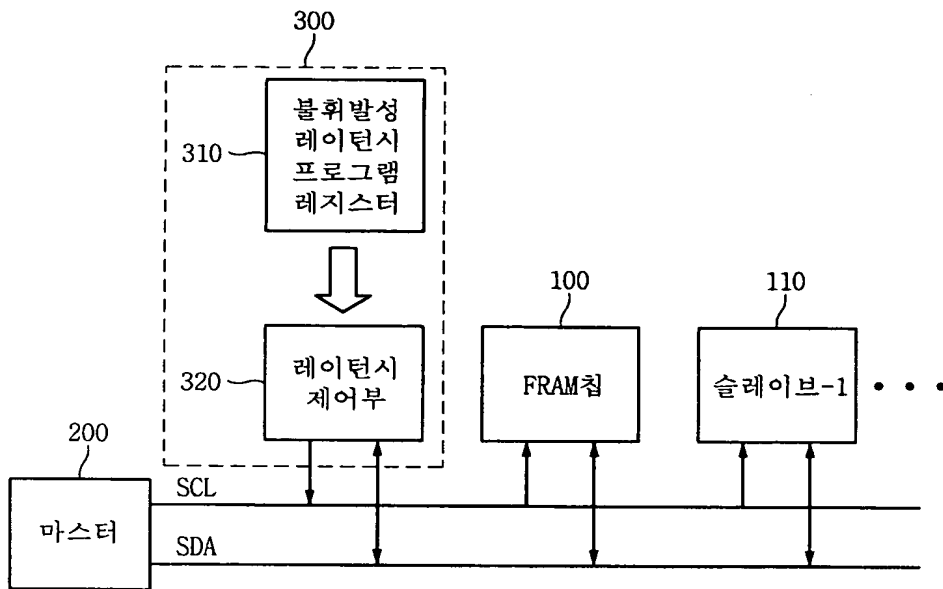 300
불휘발성
레이턴시
프로그램
레지스터
310
100
110
320
레이턴시
제어부
FRAM칩
슬레이브-1
200
마스터
SCL
SDA